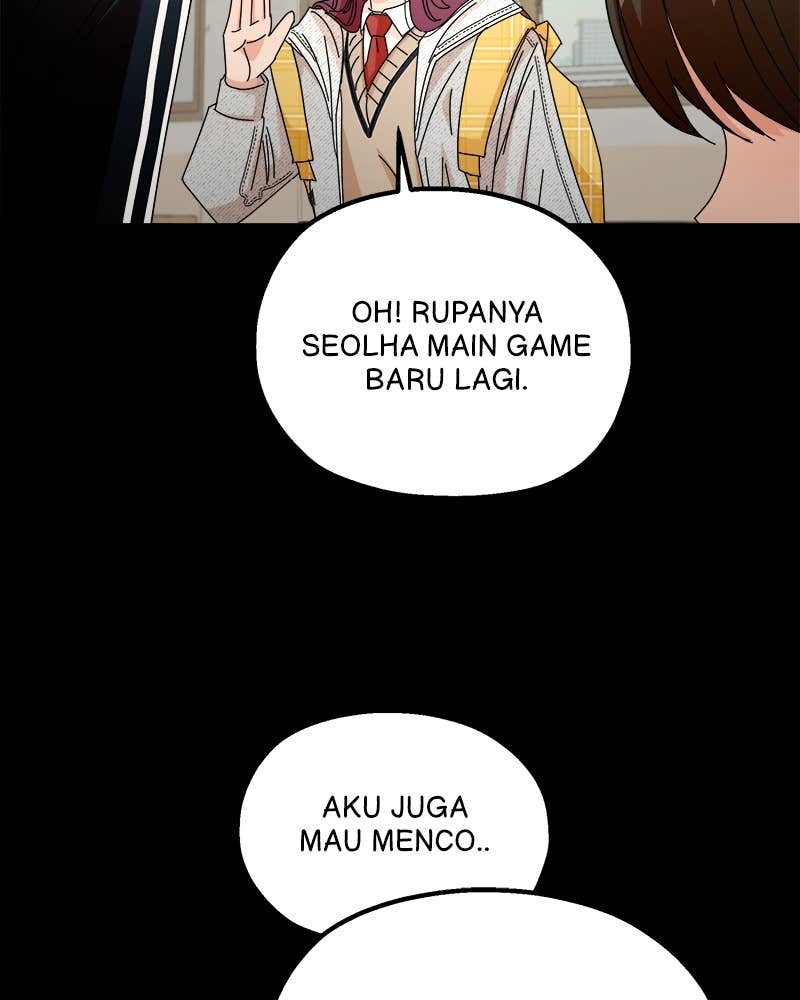 OH! RUPANYA
SEOLHA MAIN GAME
BARU LAGI.
AKU JUGA
MAU MENCO..